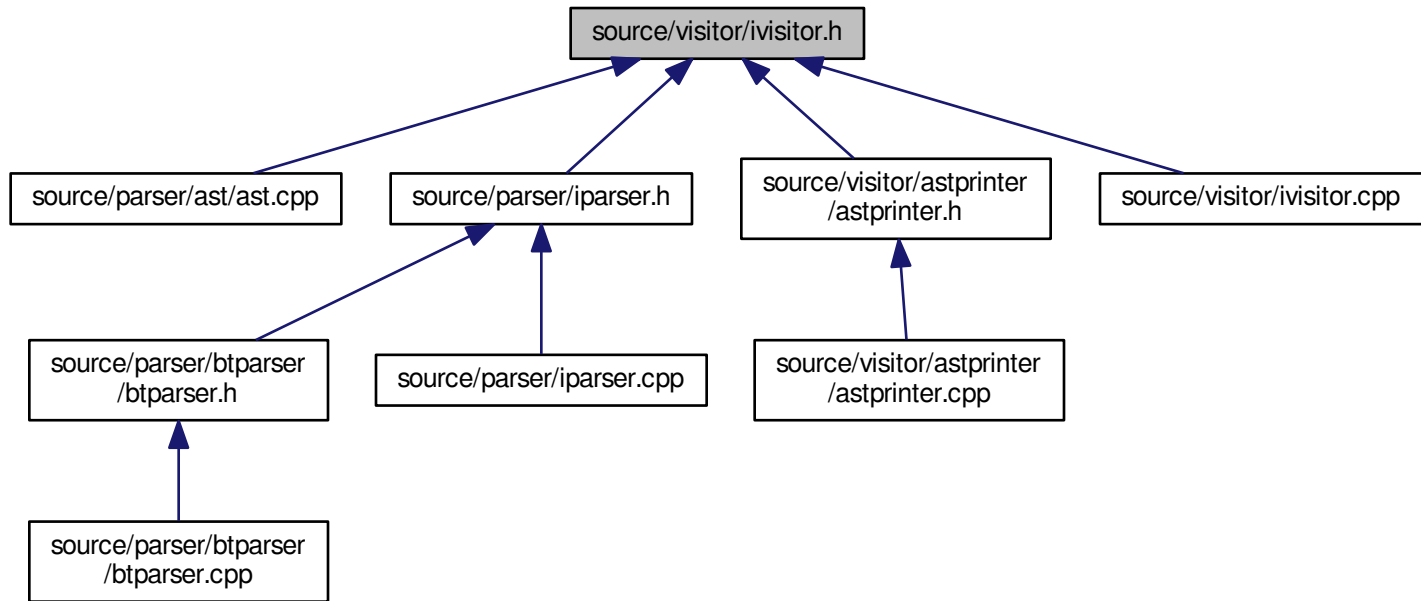 source/visitor/ivisitor.h
source/parser/ast/ast.cpp
source/parser/iparser.h
source/visitor/astprinter
/astprinter.h
source/visitor/ivisitor.cpp
source/parser/btparser
/btparser.h
source/parser/iparser.cpp
source/visitor/astprinter
/astprinter.cpp
source/parser/btparser
/btparser.cpp